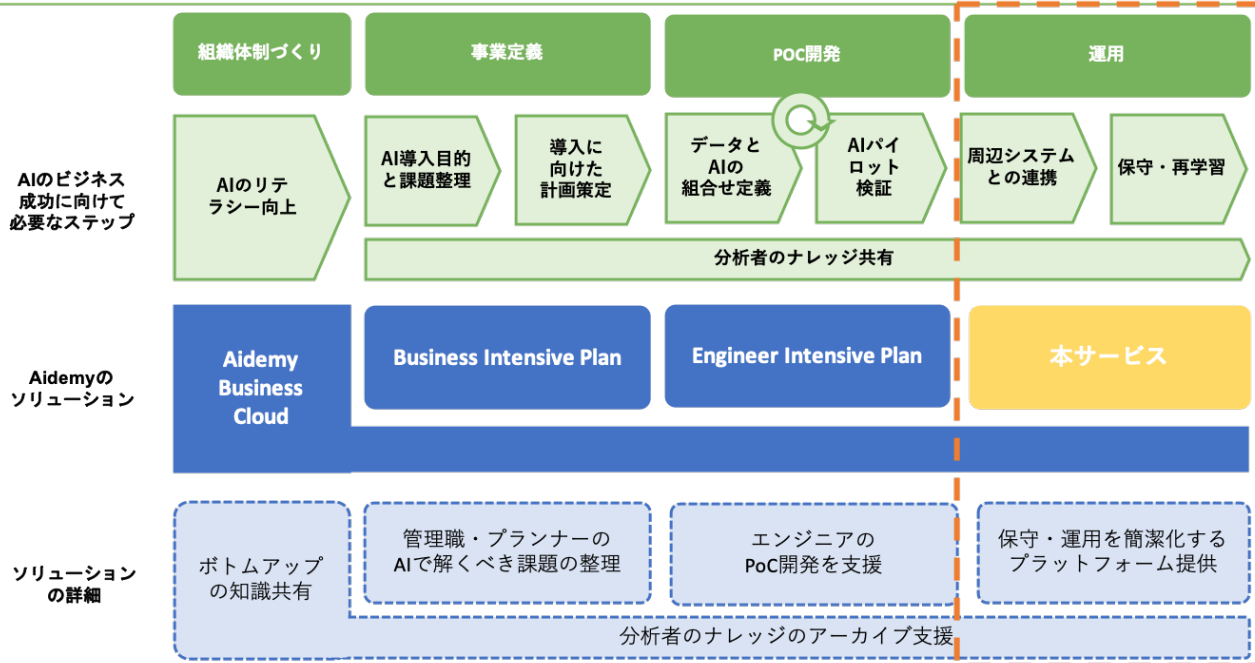 組織体制づくり
事業定義
POC開発
運用
AIのビジネス
成功に向けて
必要なステップ
AIのリテ
ラシー向上
AI導入目的
と課題整理
導入に
向けた
計画策定
データと
AIの
組合せ定義
AIパイ
ロット
検証
周辺システム
との連携
保守・再学習
分析者のナレッジ共有
Aidemyの
ソリューション
Aidemy
Business
Cloud
Business Intensive Plan
Engineer Intensive Plan
本サービス
ソリューション
の詳細
ボトムアップ
の知識共有
管理職・プランナーの
AIで解くべき課題の整理
エンジニアの
PoC開発を支援
保守・運用を簡潔化する
プラットフォーム提供
分析者のナレッジのアーカイブ支援